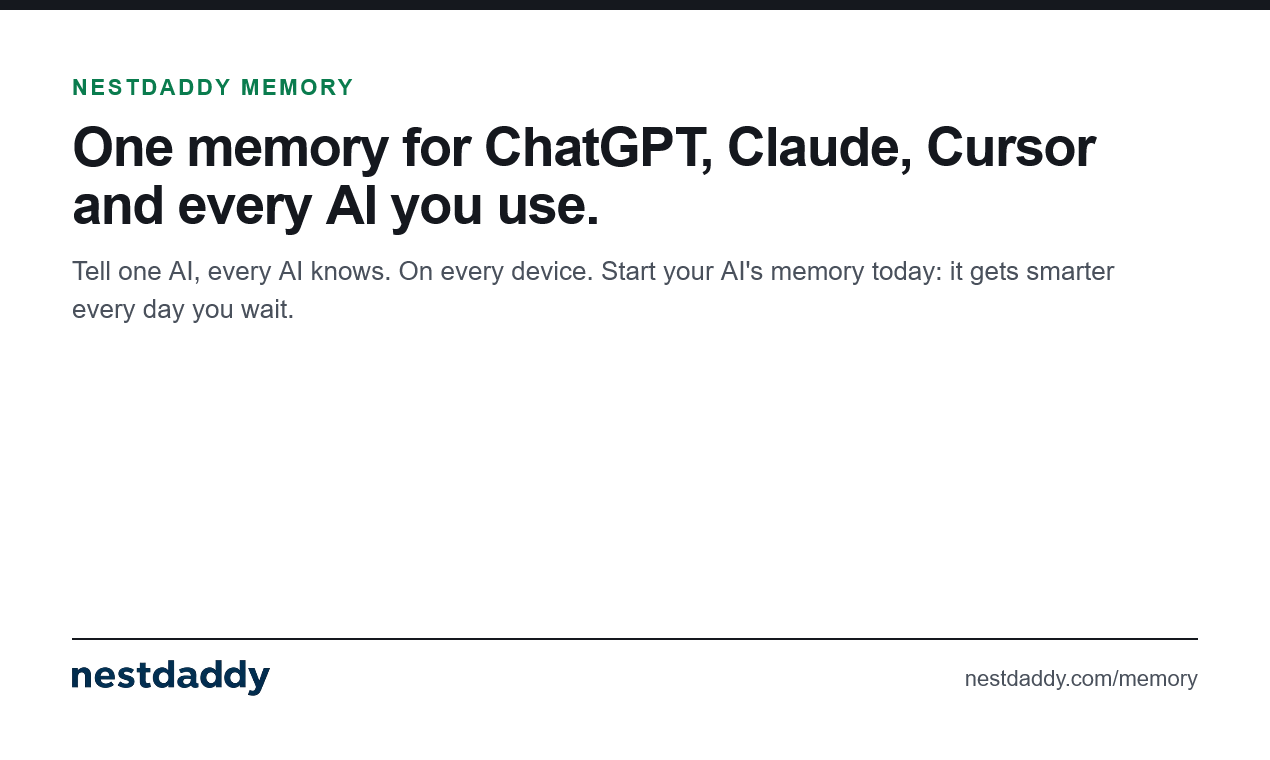 NESTDADDY MEMORY
One memory for ChatGPT, Claude, Cursor
and every AI you use.
Tell one AI, every AI knows. On every device. Start your AI's memory today: it gets smarter
every day you wait.
nestdaddy
nestdaddy.com/memory